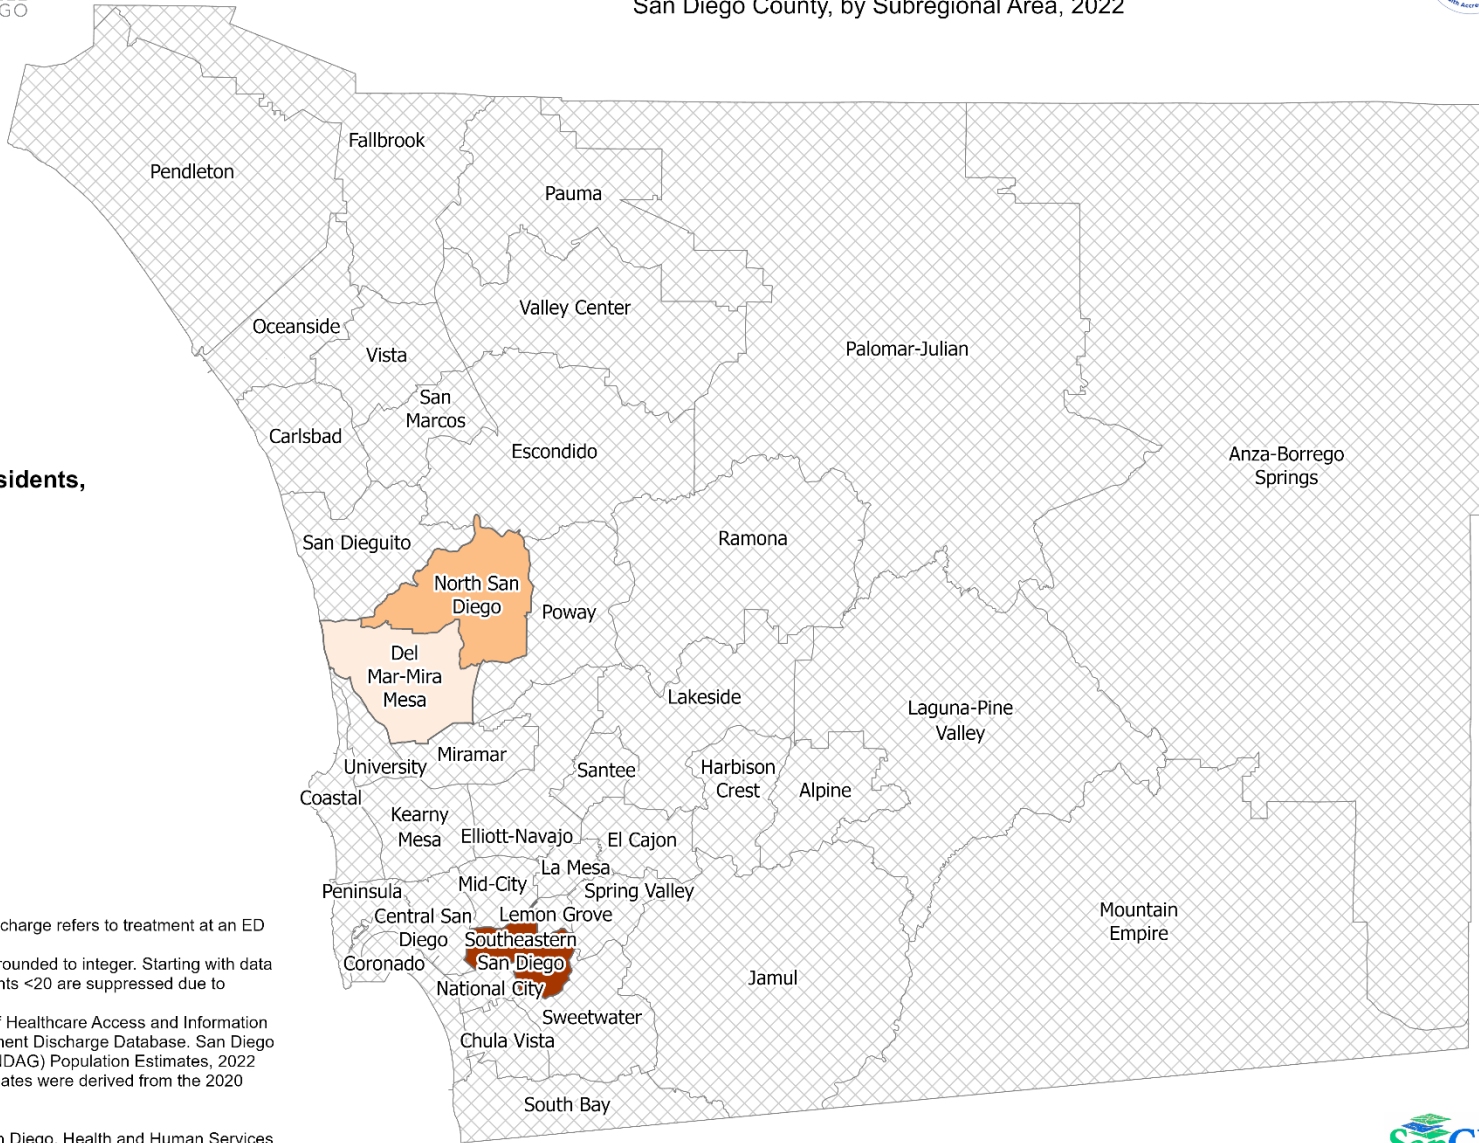 GO
San Diego County, by Subregional Area, 2022
Fallbrook
Pendleton
Pauma
Valley Center
Oceanside
Vista
Palomar-Julian
San
Marcos
Carlsbad
Escondido
Anza-Borrego
Springs
sidents,
San Dieguito
Ramona
North San
Diego
Poway
Del
Mar-Mira
Mesa
Lakeside
Laguna-Pine
Valley
Miramar
University
Santee
Harbison
Crest
Alpine
Coastal
Kearny
Mesa
Elliott-Navajo
El Cajon
La Mesa
Mid-City
Peninsula
Spring Valley
Central San
Diego
Lemon Grove
Mountain
Empire
Southeastern
San Diego
Coronado
National City
Jamul
Sweetwater
Chula Vista
South Bay
charge refers to treatment at an ED
rounded to integer. Starting with data
nts <20 are suppressed due to
f Healthcare Access and Information
ment Discharge Database. San Diego
NDAG) Population Estimates, 2022
ates were derived from the 2020
n Diego, Health and Human Services